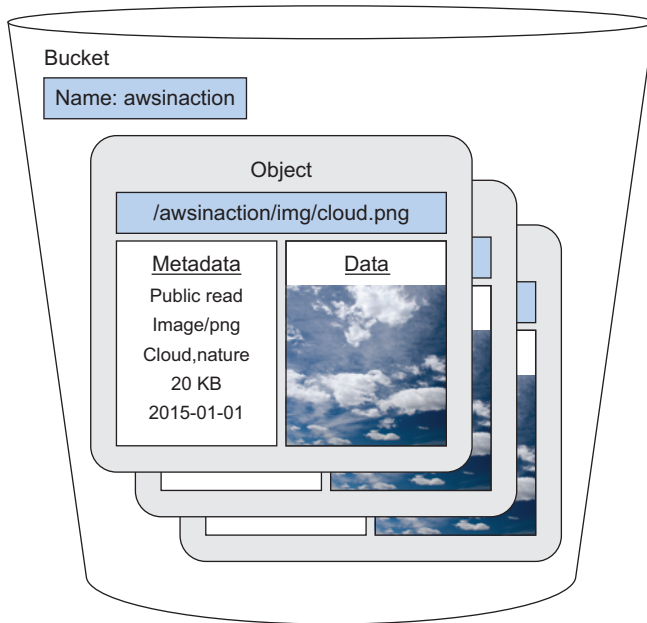 Bucket
Name: awsinaction
Object
/awsinaction/img/cloud.png
Metadata
Public read
Image/png
Cloud,nature
20 KB
2015-01-01
Data